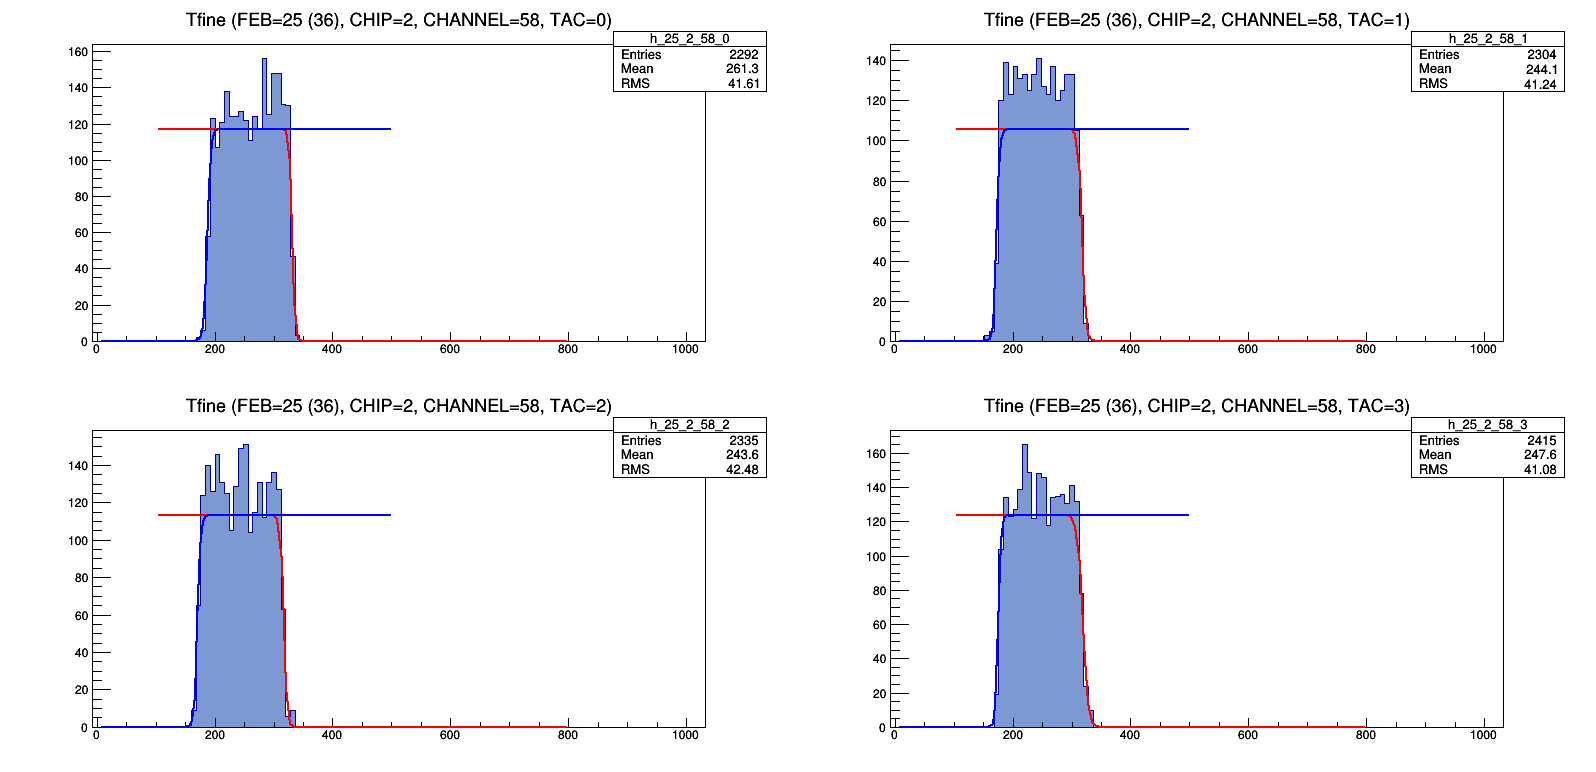 Tfine (FEB=25 (36), CHIP=2, CHANNEL=58, TAC=0)
h_25_2_58_0
Entries 2292
Mean 261.3
RMS 41.61
160
140
120
100
80
60
40
20
0
0 200 400 600 800 1000
Tfine (FEB=25 (36), CHIP=2, CHANNEL=58, TAC=1)
h_25_2_58_1
Entries 2304
Mean 244.1
RMS 41.24
140
120
100
80
60
40
20
0
0 200 400 600 800 1000
Tfine (FEB=25 (36), CHIP=2, CHANNEL=58, TAC=2)
h_25_2_58_2
Entries 2335
Mean 243.6
RMS 42.48
140
120
100
80
60
40
20
0
0 200 400 600 800 1000
Tfine (FEB=25 (36), CHIP=2, CHANNEL=58, TAC=3)
h_25_2_58_3
Entries 2415
Mean 247.6
RMS 41.08
160
140
120
100
80
60
40
20
0
0 200 400 600 800 1000